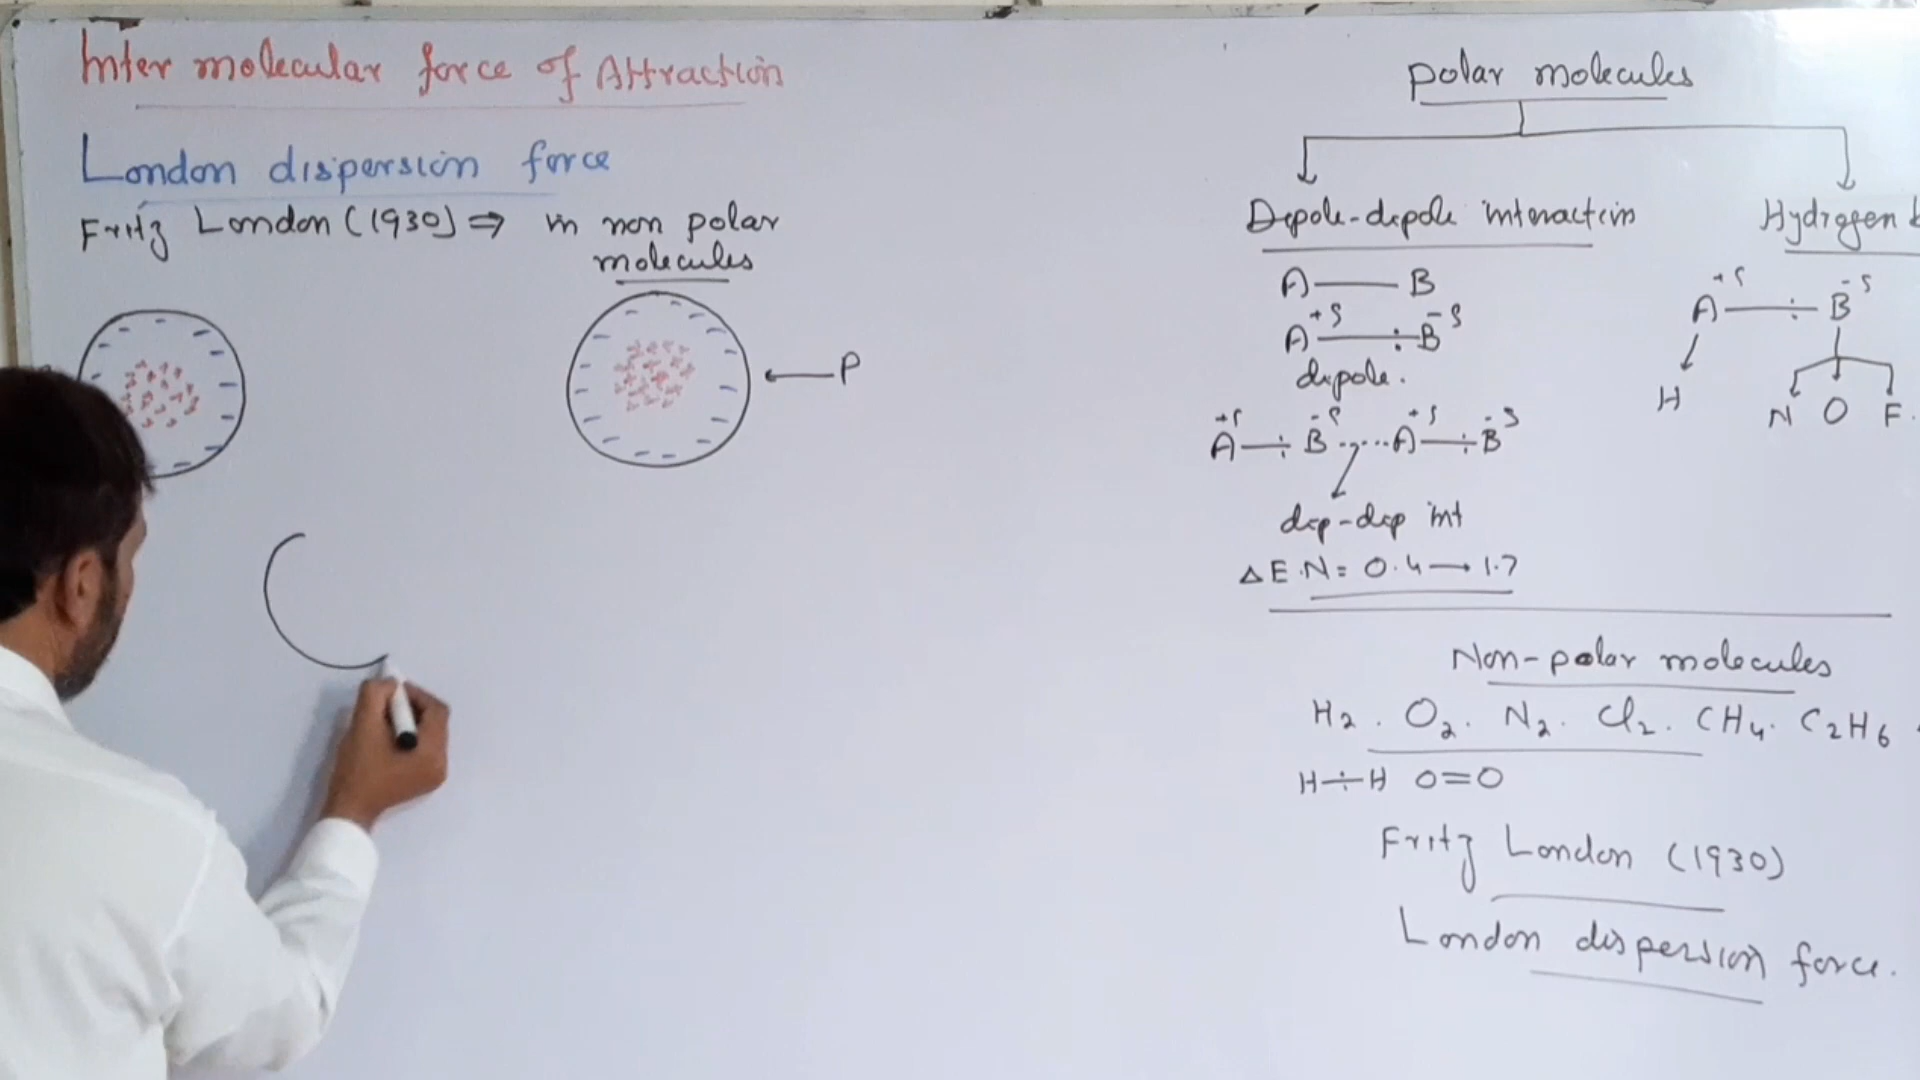 Inter molecular force of Attraction
London dispersion force
Fritz London (1930) ⇒ in non polar
molecules
P
polar molecules
Dipole-dipole interaction
A — B
A+δ —:B-δ
dipole.
A+δ —:— B-δ ..... A+δ —:— B-δ
dip-dip int
ΔE.N = 0.4 → 1.7
Hydrogen b
A+δ —:— B-δ
H
N O F.
Non-polar molecules
H2. O2. N2. Cl2. CH4. C2H6
H—:—H O=O
Fritz London (1930)
London dispersion force.